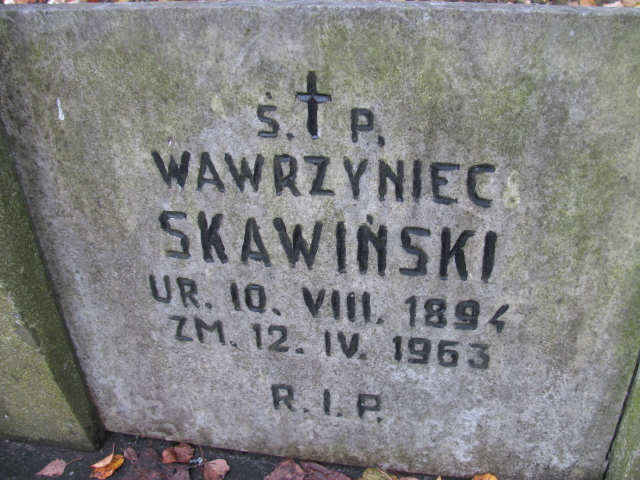 Ś. P.
WAWRZYNIEC
SKAWIŃSKI
UR. 10. VIII. 1894
ZM. 12. IV. 1963
R. I. P.